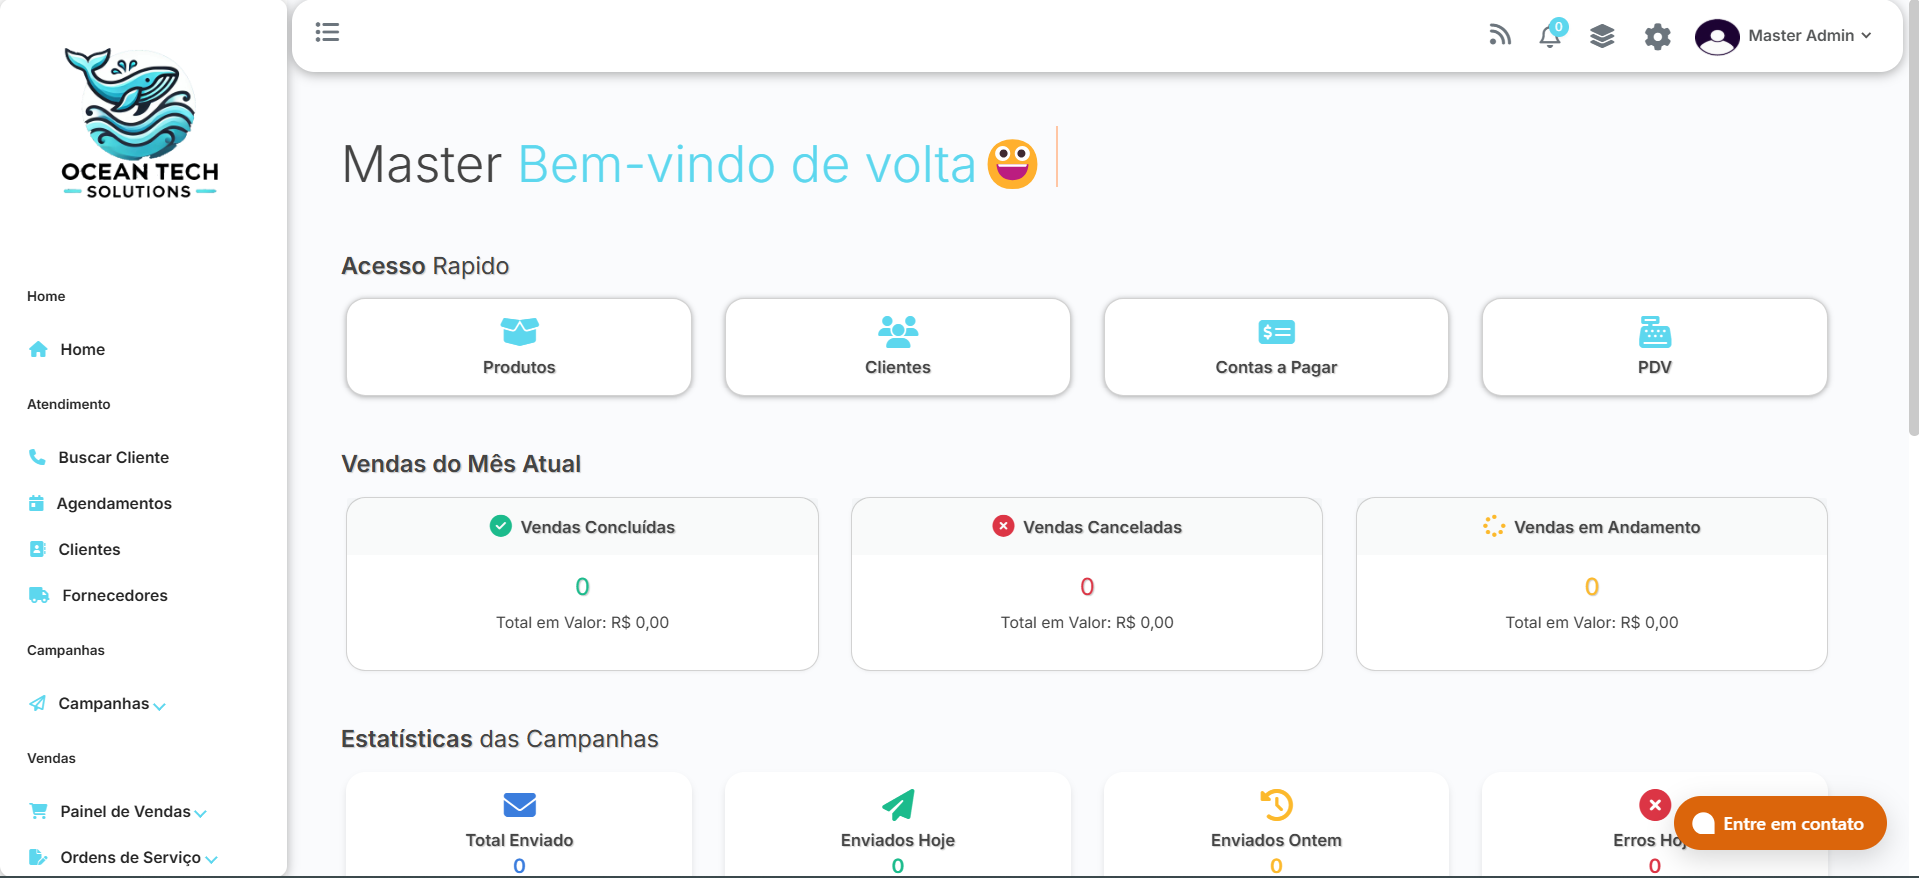 OCEAN TECH
SOLUTIONS
Home
Home
Atendimento
Buscar Cliente
Agendamentos
Clientes
Fornecedores
Campanhas
Campanhas
Vendas
Painel de Vendas
Ordens de Serviço
0
Master Admin
Master Bem-vindo de volta
Acesso Rapido
Produtos
Clientes
Contas a Pagar
PDV
Vendas do Mês Atual
Vendas Concluídas
0
Total em Valor: R$ 0,00
Vendas Canceladas
0
Total em Valor: R$ 0,00
Vendas em Andamento
0
Total em Valor: R$ 0,00
Estatísticas das Campanhas
Total Enviado
0
Enviados Hoje
0
Enviados Ontem
0
Erros
0
Entre em contato